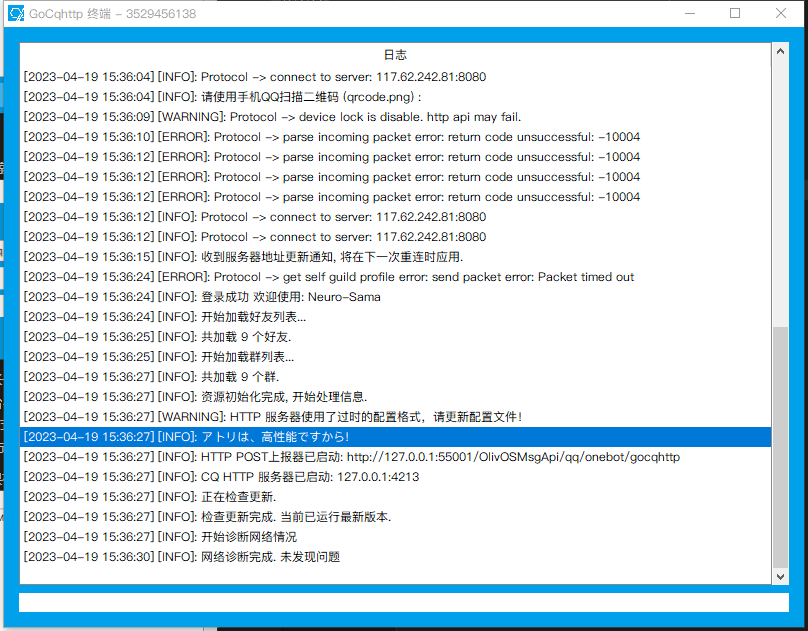 GoCqhttp 终端 - 3529456138
日志
[2023-04-19 15:36:04] [INFO]: Protocol -> connect to server: 117.62.242.81:8080
[2023-04-19 15:36:04] [INFO]: 请使用手机QQ扫描二维码 (qrcode.png) :
[2023-04-19 15:36:09] [WARNING]: Protocol -> device lock is disable. http api may fail.
[2023-04-19 15:36:10] [ERROR]: Protocol -> parse incoming packet error: return code unsuccessful: -10004
[2023-04-19 15:36:12] [ERROR]: Protocol -> parse incoming packet error: return code unsuccessful: -10004
[2023-04-19 15:36:12] [ERROR]: Protocol -> parse incoming packet error: return code unsuccessful: -10004
[2023-04-19 15:36:12] [ERROR]: Protocol -> parse incoming packet error: return code unsuccessful: -10004
[2023-04-19 15:36:12] [INFO]: Protocol -> connect to server: 117.62.242.81:8080
[2023-04-19 15:36:12] [INFO]: Protocol -> connect to server: 117.62.242.81:8080
[2023-04-19 15:36:15] [INFO]: 收到服务器地址更新通知, 将在下一次重连时应用.
[2023-04-19 15:36:24] [ERROR]: Protocol -> get self guild profile error: send packet error: Packet timed out
[2023-04-19 15:36:24] [INFO]: 登录成功 欢迎使用: Neuro-Sama
[2023-04-19 15:36:24] [INFO]: 开始加载好友列表...
[2023-04-19 15:36:25] [INFO]: 共加载 9 个好友.
[2023-04-19 15:36:25] [INFO]: 开始加载群列表...
[2023-04-19 15:36:27] [INFO]: 共加载 9 个群.
[2023-04-19 15:36:27] [INFO]: 资源初始化完成, 开始处理信息.
[2023-04-19 15:36:27] [WARNING]: HTTP 服务器使用了过时的配置格式，请更新配置文件！
[2023-04-19 15:36:27] [INFO]: アトリは、高性能ですから!
[2023-04-19 15:36:27] [INFO]: HTTP POST上报器已启动: http://127.0.0.1:55001/OlivOSMsgApi/qq/onebot/gocqhttp
[2023-04-19 15:36:27] [INFO]: CQ HTTP 服务器已启动: 127.0.0.1:4213
[2023-04-19 15:36:27] [INFO]: 正在检查更新.
[2023-04-19 15:36:27] [INFO]: 检查更新完成. 当前已运行最新版本.
[2023-04-19 15:36:27] [INFO]: 开始诊断网络情况
[2023-04-19 15:36:30] [INFO]: 网络诊断完成. 未发现问题